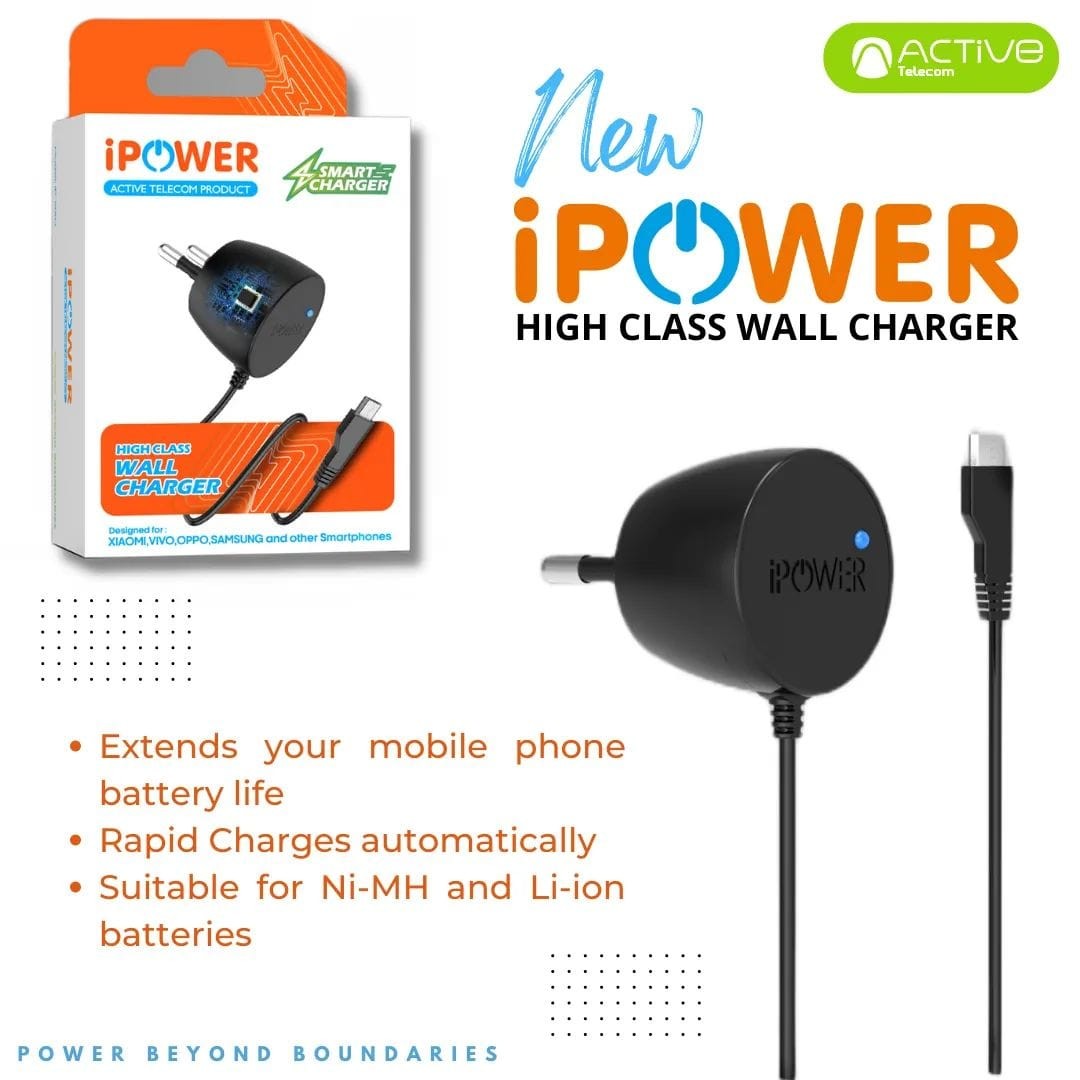 ACTIVE
Telecom
New
iPOWER
HIGH CLASS WALL CHARGER
iPOWER
ACTIVE TELECOM PRODUCT
SMART
CHARGER
iPOWER
HIGH CLASS
WALL
CHARGER
Designed for :
XIAOMI,VIVO,OPPO,SAMSUNG and other Smartphones
iPOWER
iPOWER
• Extends your mobile phone
battery life
• Rapid Charges automatically
• Suitable for Ni-MH and Li-ion
batteries
POWER BEYOND BOUNDARIES